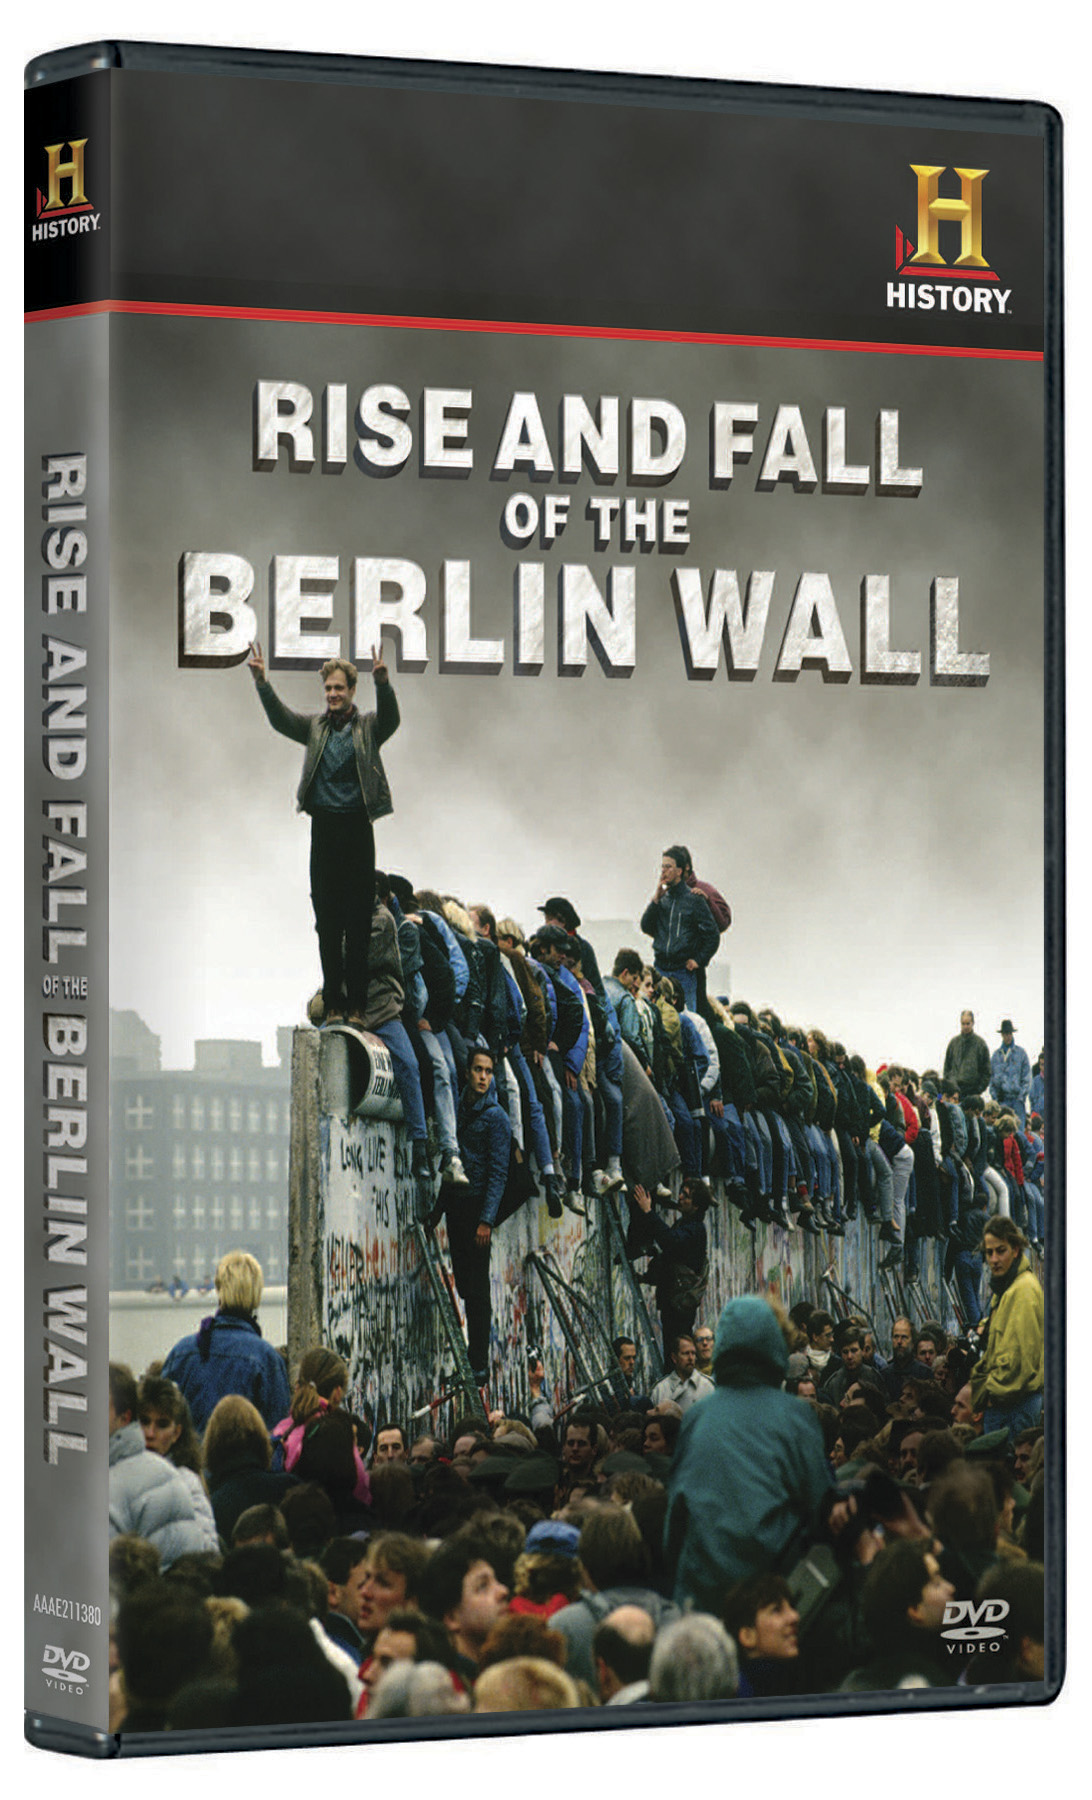 H
HISTORY
RISE AND FALL OF THE BERLIN WALL
AAAE211380
DVD
VIDEO
H
HISTORY
RISE AND FALL
OF THE
BERLIN WALL
LONG LIVE
THIS
DVD
VIDEO